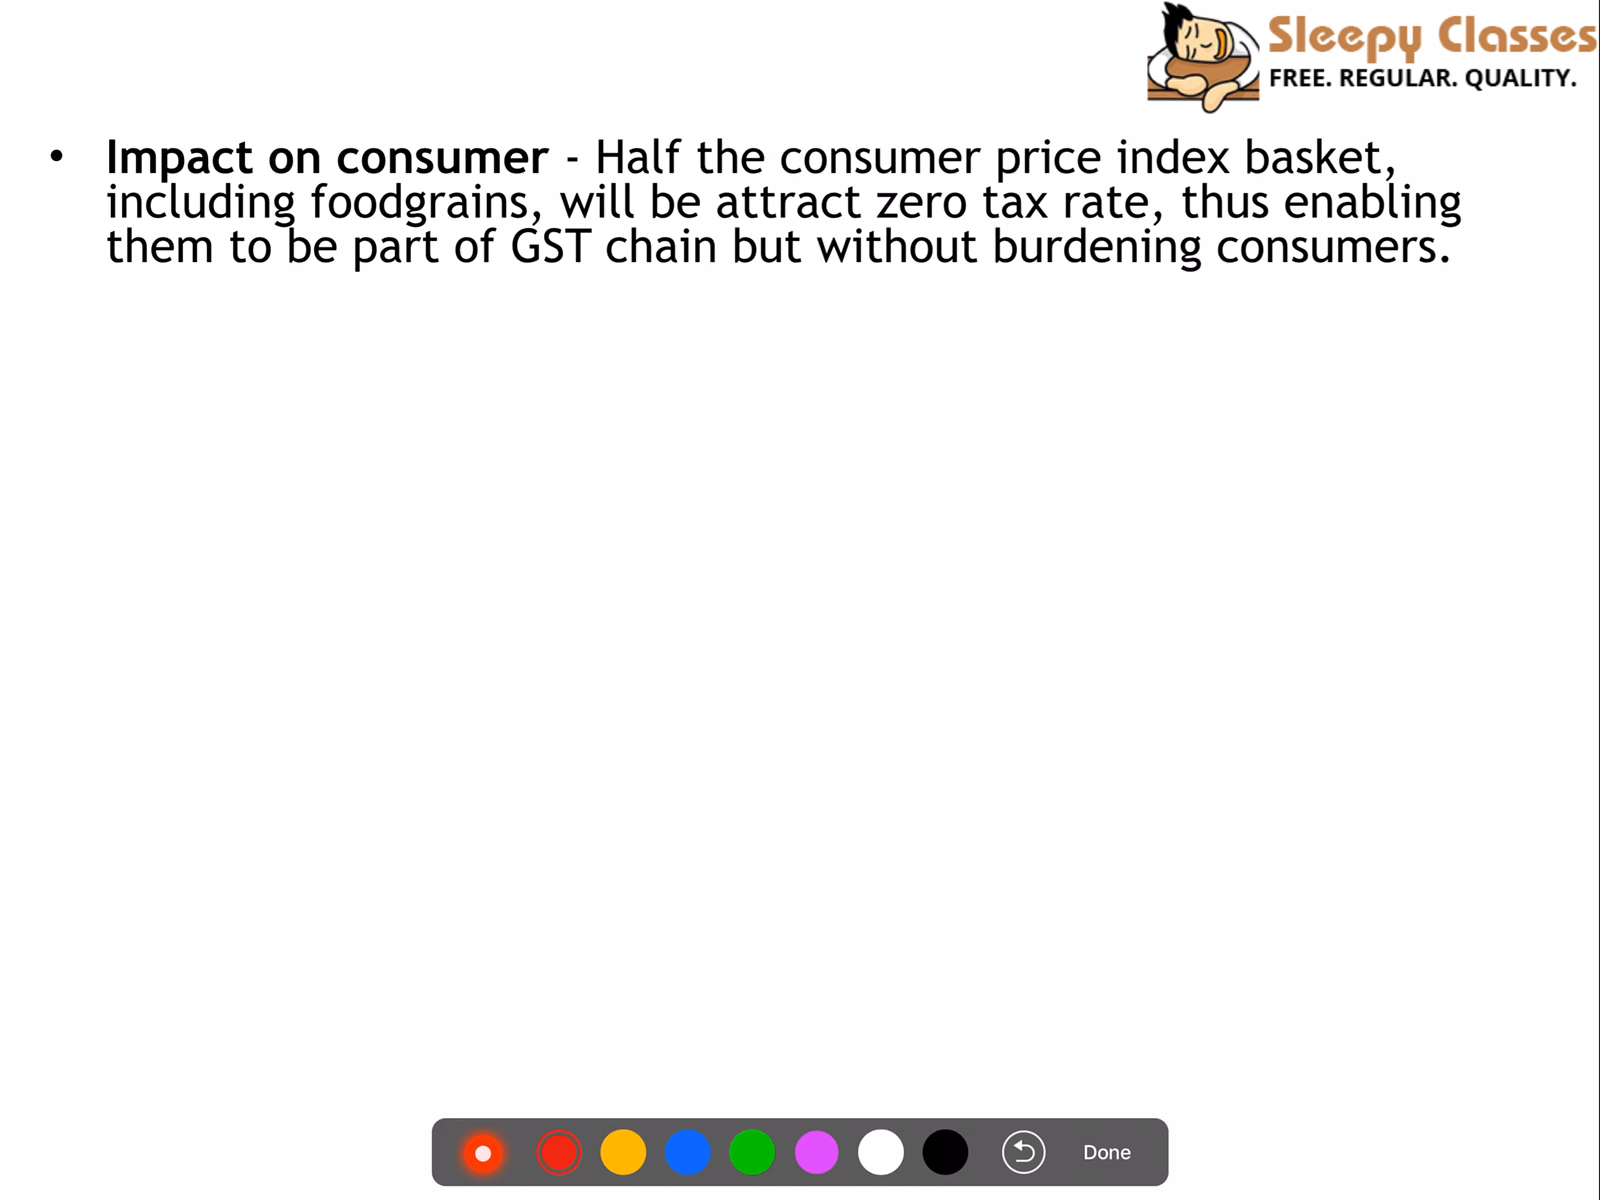 Sleepy Classes
FREE. REGULAR. QUALITY.
• Impact on consumer - Half the consumer price index basket,
including foodgrains, will be attract zero tax rate, thus enabling
them to be part of GST chain but without burdening consumers.
Done